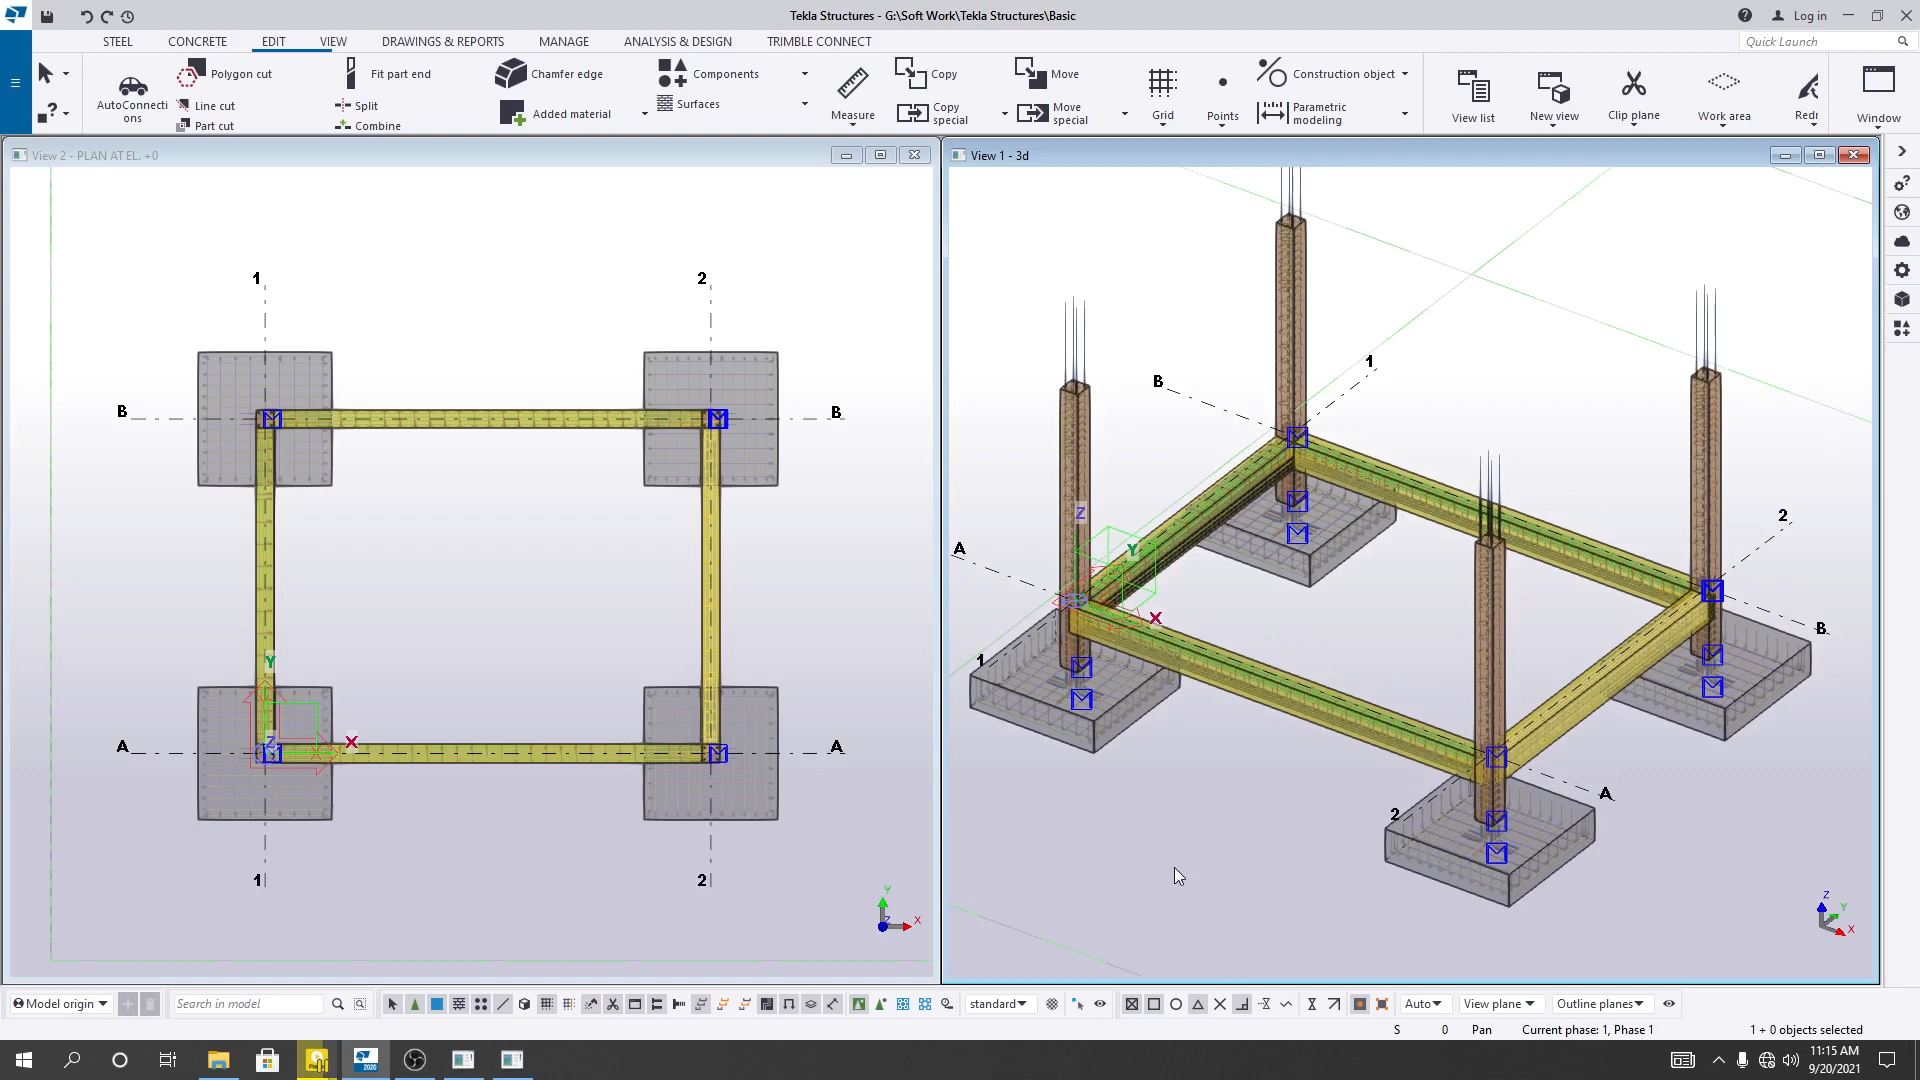 Tekla Structures - G:\Soft Work\Tekla Structures\Basic
Log in
STEEL CONCRETE EDIT VIEW DRAWINGS & REPORTS MANAGE ANALYSIS & DESIGN TRIMBLE CONNECT
Quick Launch
AutoConnecti
ons
Polygon cut
Line cut
Part cut
Fit part end
Split
Combine
Chamfer edge
Added material
Components
Surfaces
Measure
Copy
Copy
special
Move
Move
special
Grid
Points
Construction object
Parametric
modeling
View list
New view
Clip plane
Work area
Redr
Window
View 2 - PLAN AT EL. +0
1 2
B B
Y
Z X
A A
1 2
Y
Z X
View 1 - 3d
1
B
2
Z
A Y
X
B
1
A
2
Z
Y
X
Model origin
Search in model
standard
Auto
View plane
Outline planes
S 0 Pan Current phase: 1, Phase 1 1 + 0 objects selected
2020
11:15 AM
9/20/2021